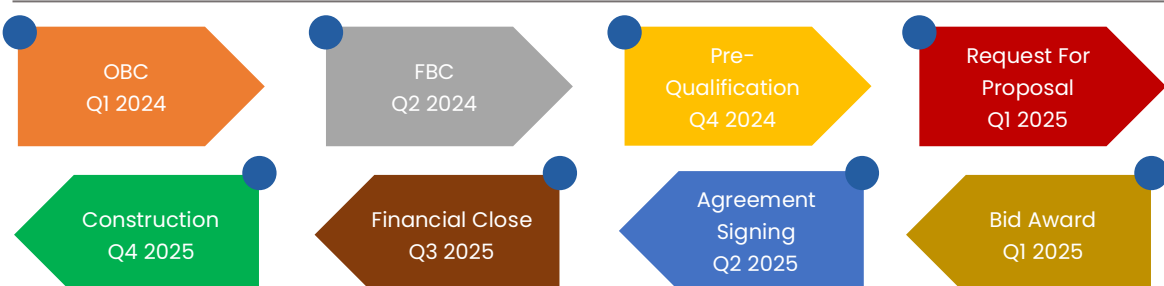 OBC
Q1 2024
FBC
Q2 2024
Pre-
Qualification
Q4 2024
Request For
Proposal
Q1 2025
Construction
Q4 2025
Financial Close
Q3 2025
Agreement
Signing
Q2 2025
Bid Award
Q1 2025